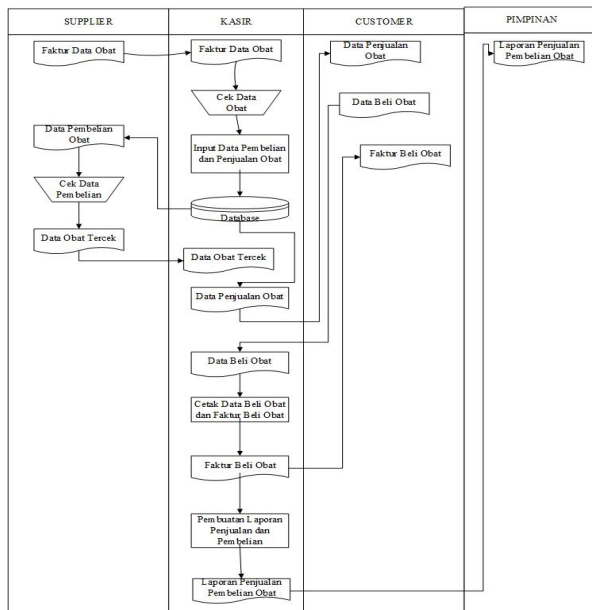 SUPPLIER
KASIR
CUSTOMER
PIMPINAN
Faktur Data Obat
Faktur Data Obat
Data Penjualan
Obat
Laporan Penjualan
Pembelian Obat
Cek Data
Obat
Data Beli Obat
Data Pembelian
Obat
Input Data Pembelian
dan Penjualan Obat
Faktur Beli Obat
Cek Data
Pembelian
Database
Data Obat Tercek
Data Obat Tercek
Data Penjualan Obat
Data Beli Obat
Cetak Data Beli Obat
dan Faktur Beli Obat
Faktur Beli Obat
Pembuatan Laporan
Penjualan dan
Pembelian
Laporan Penjualan
Pembelian Obat